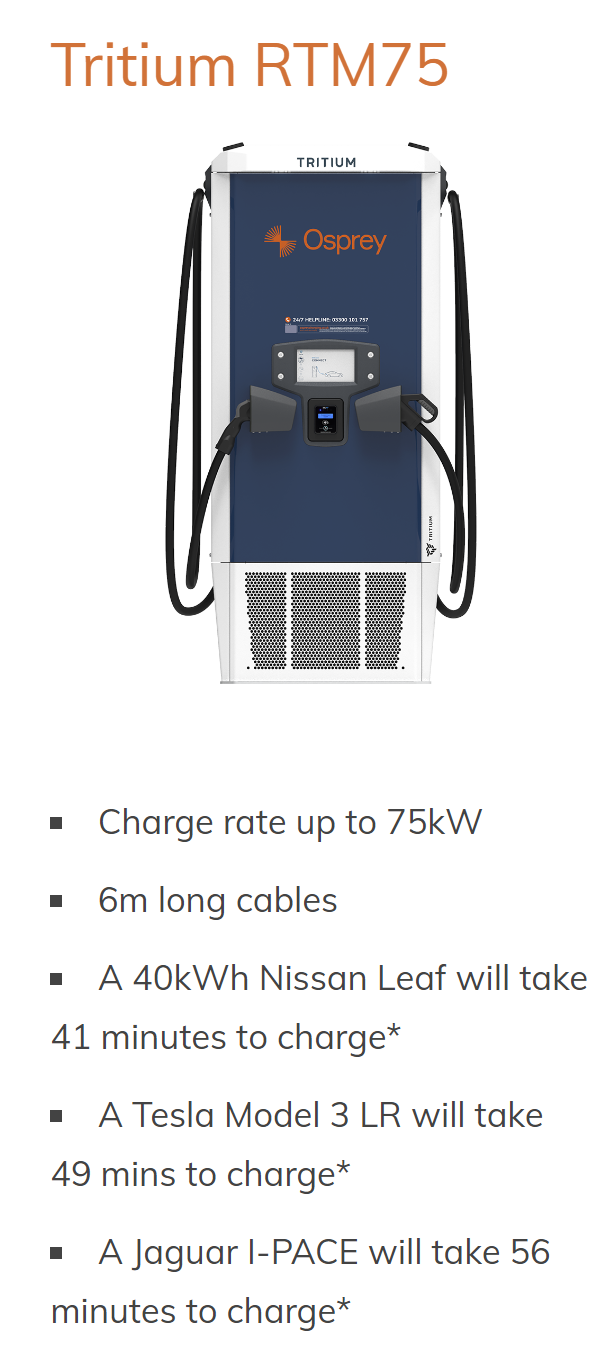 Tritium RTM75
TRITIUM
Osprey
24/7 HELPLINE: 03300 101 757
CONNECT
TRITIUM
▪ Charge rate up to 75kW
▪ 6m long cables
▪ A 40kWh Nissan Leaf will take
41 minutes to charge*
▪ A Tesla Model 3 LR will take
49 mins to charge*
▪ A Jaguar I-PACE will take 56
minutes to charge*